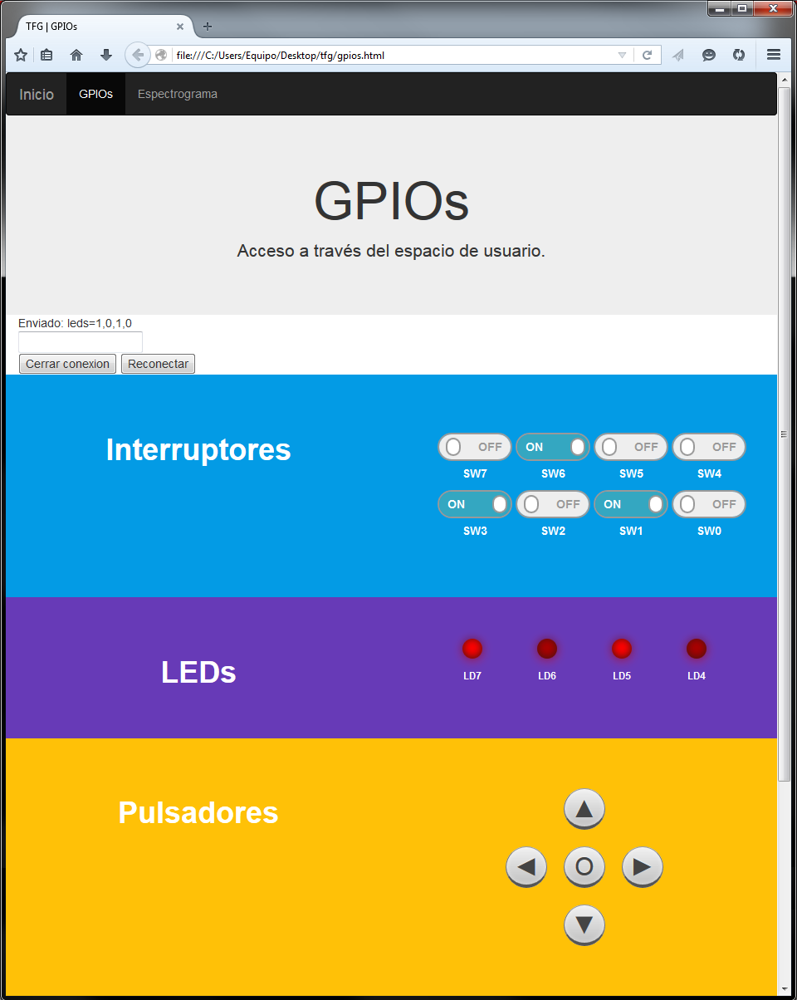 TFG | GPIOs
file:///C:/Users/Equipo/Desktop/tfg/gpios.html
Inicio GPIOs Espectrograma
GPIOs
Acceso a través del espacio de usuario.
Enviado: leds=1,0,1,0
Cerrar conexion Reconectar
Interruptores
OFF ON OFF OFF
SW7 SW6 SW5 SW4
ON OFF ON OFF
SW3 SW2 SW1 SW0
LEDs
LD7 LD6 LD5 LD4
Pulsadores
O